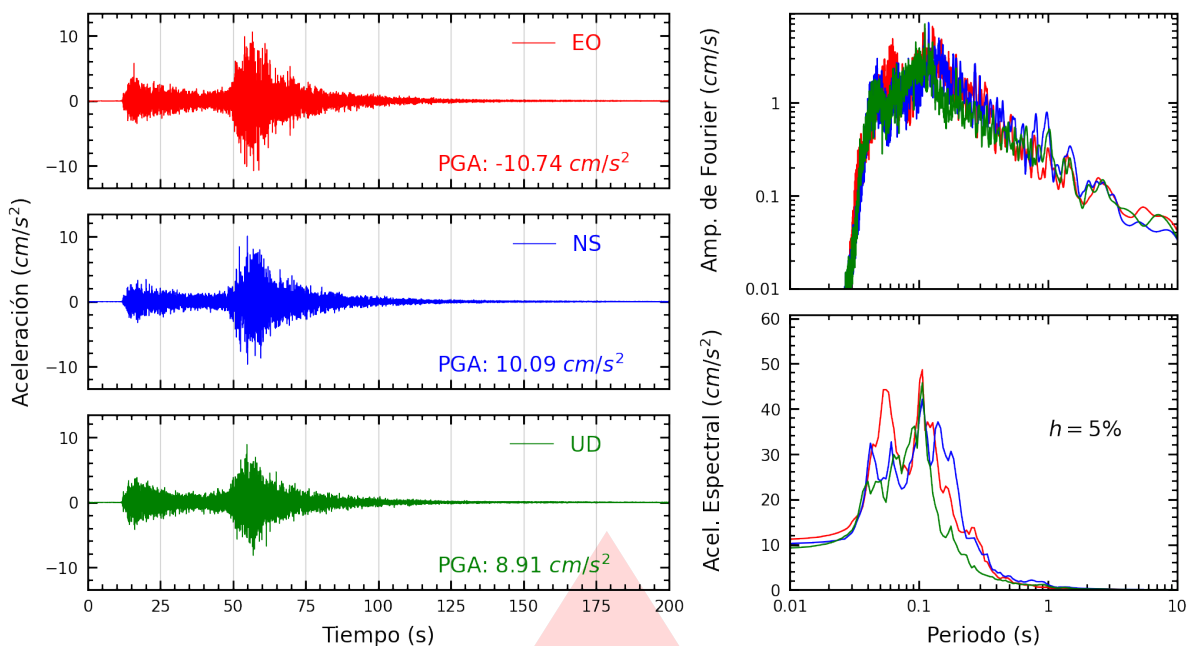 Aceleración (cm/s²)
10
0
−10
EO
PGA: -10.74 cm/s²
10
0
−10
NS
PGA: 10.09 cm/s²
10
0
−10
UD
PGA: 8.91 cm/s²
0 25 50 75 100 125 150 175 200
Tiempo (s)
Amp. de Fourier (cm/s)
1
0.1
0.01
Acel. Espectral (cm/s²)
60
50
40
30
20
10
0
h = 5%
0.01 0.1 1 10
Periodo (s)